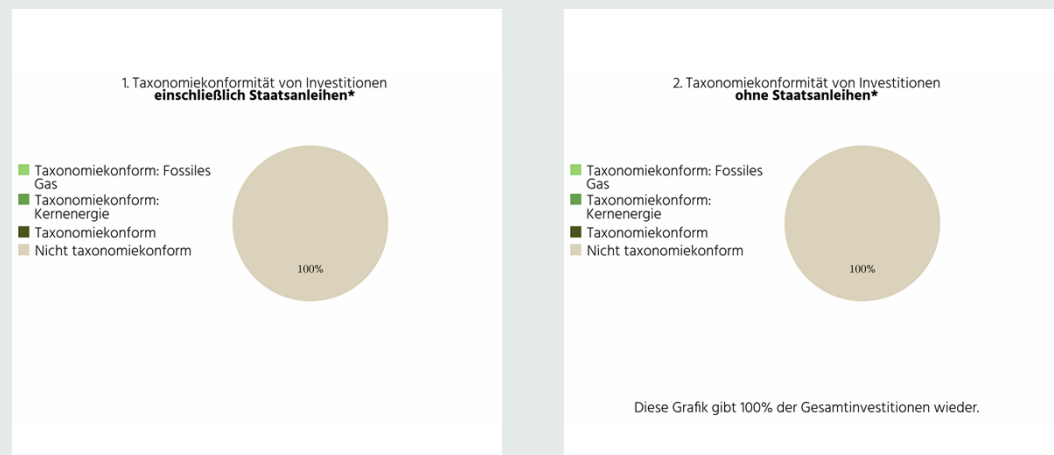 1. Taxonomiekonformität von Investitionen
einschließlich Staatsanleihen*
Taxonomiekonform: Fossiles
Gas
Taxonomiekonform:
Kernenergie
Taxonomiekonform
Nicht taxonomiekonform
100%
2. Taxonomiekonformität von Investitionen
ohne Staatsanleihen*
Taxonomiekonform: Fossiles
Gas
Taxonomiekonform:
Kernenergie
Taxonomiekonform
Nicht taxonomiekonform
100%
Diese Grafik gibt 100% der Gesamtinvestitionen wieder.